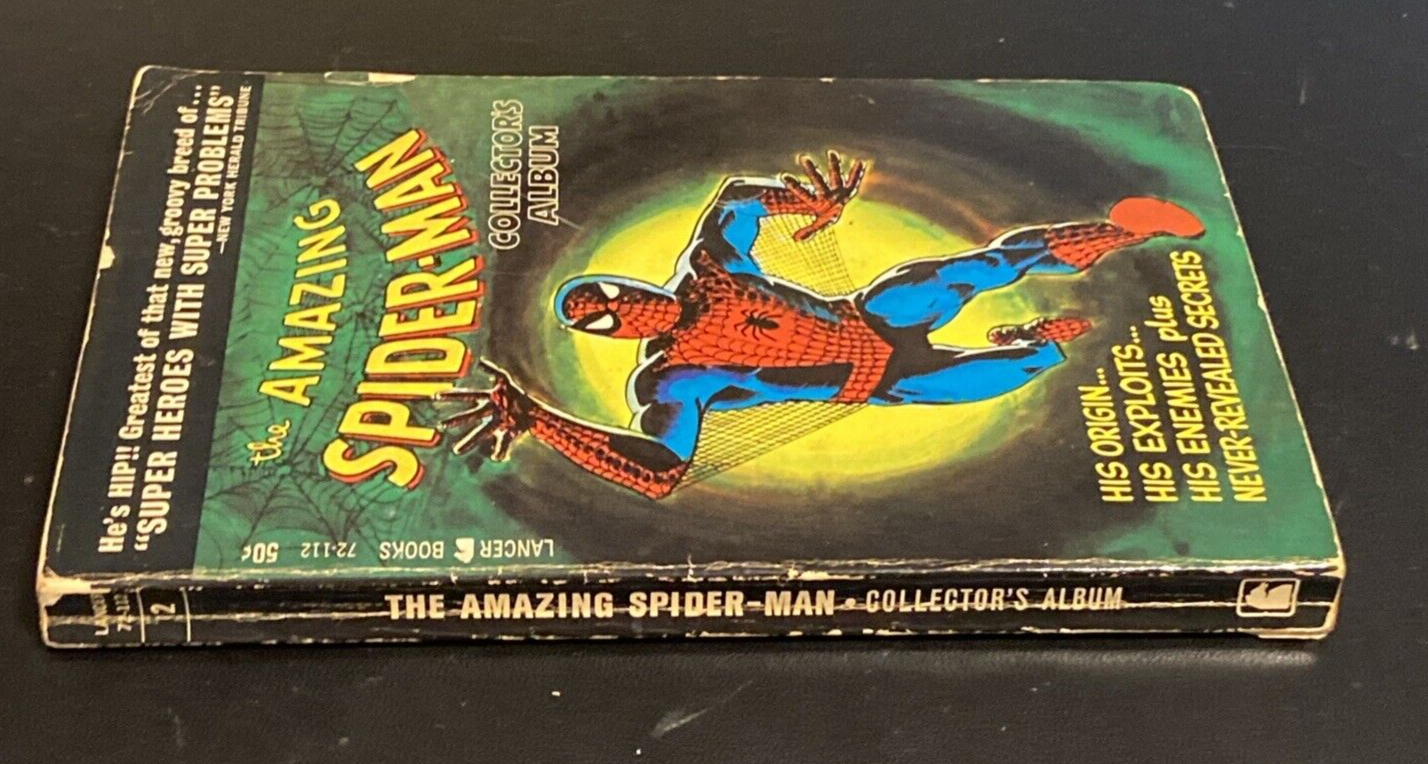 He's HIP!! Greatest of that new, groovy breed of...
"SUPER HEROES WITH SUPER PROBLEMS"
—NEW YORK HERALD TRIBUNE
the AMAZING
SPIDER-MAN
COLLECTOR'S
ALBUM
LANCER BOOKS 72-112 50¢
HIS ORIGIN...
HIS EXPLOITS...
HIS ENEMIES plus
NEVER-REVEALED SECRETS
LANCER
72-112
THE AMAZING SPIDER-MAN • COLLECTOR'S ALBUM